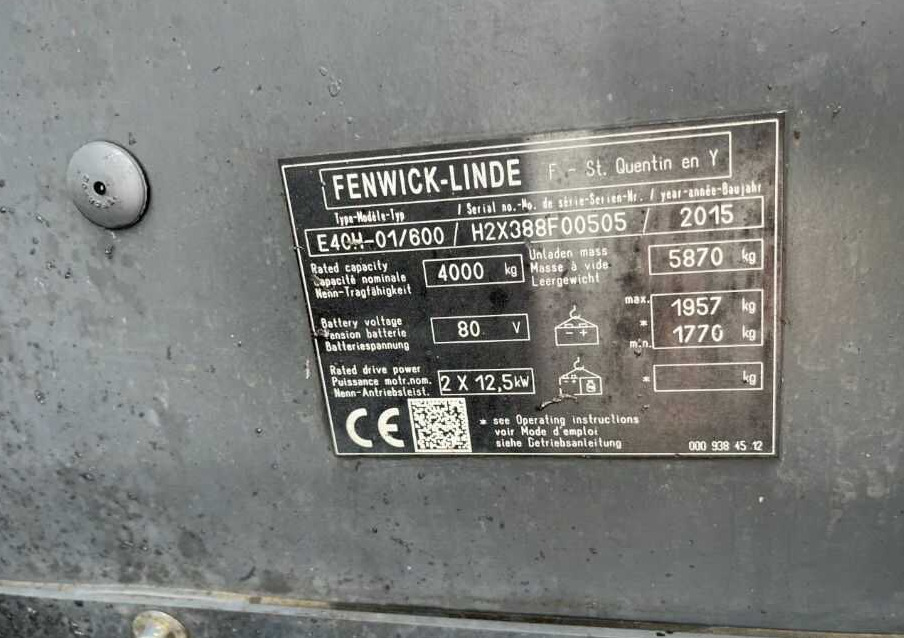 FENWICK-LINDE F. - St. Quentin en Y
Type-Modèle-Typ / Serial no.-No. de série-Serien-Nr. / year-année-Baujahr
E40H-01/600 / H2X388F00505 / 2015
Rated capacity
Capacité nominale
Nenn-Tragfähigkeit
4000 kg
Unladen mass
Masse à vide
Leergewicht
5870 kg
Battery voltage
Tension batterie
Batteriespannung
80 V
max. 1957 kg
*
min. 1770 kg
Rated drive power
Puissance motr.nom.
Nenn-Antriebsleist.
2 X 12,5 kW
* kg
CE
* see Operating instructions
voir Mode d'emploi
siehe Betriebsanleitung
000 938 45 12